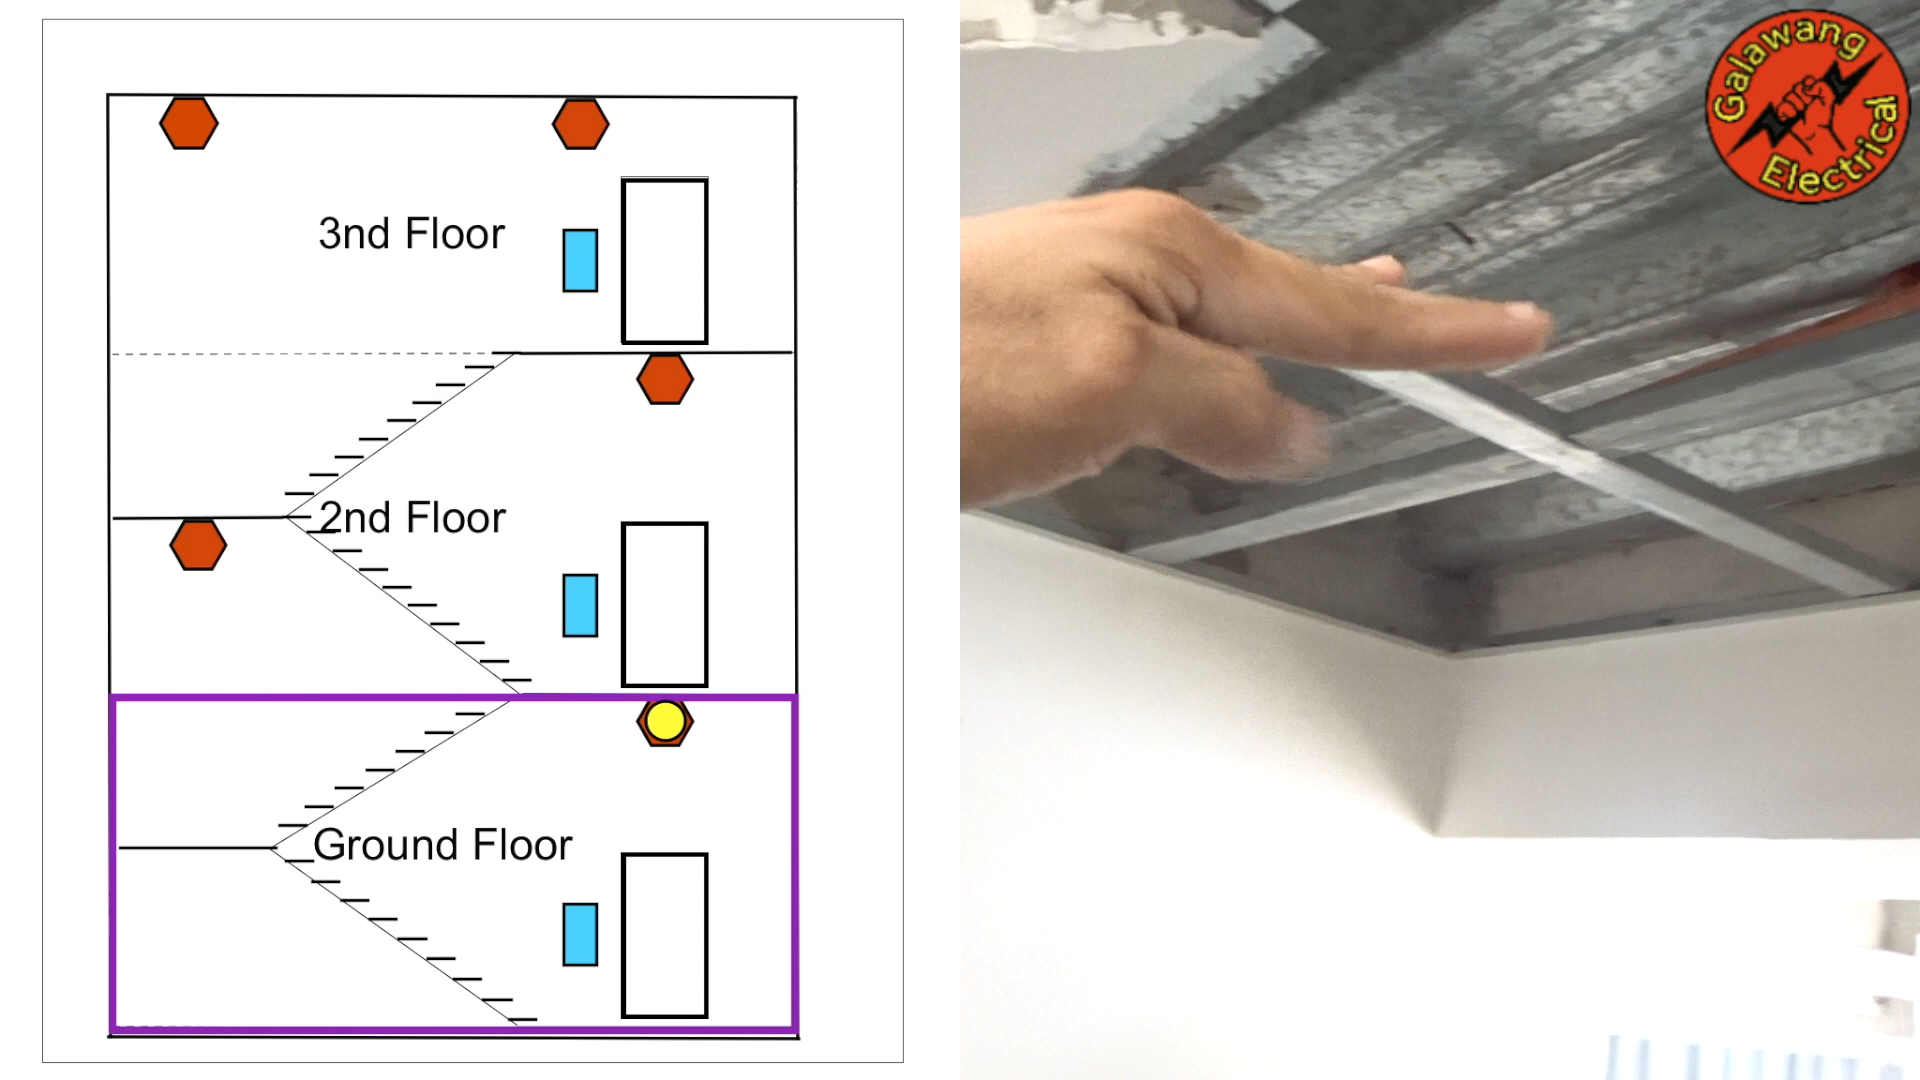 3nd Floor
2nd Floor
Ground Floor
Galawang
Electrical